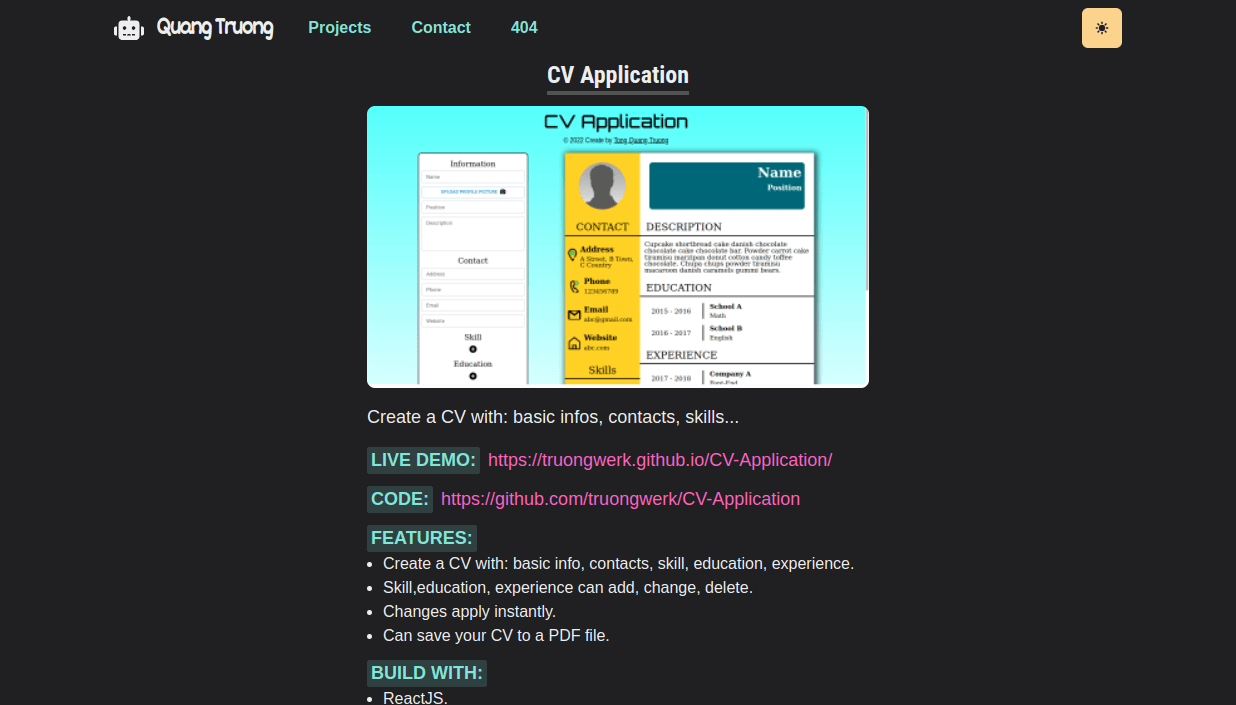 Quang Truong Projects Contact 404
CV Application
CV Application
© 2022 Create by Tong Quang Truong
Information
Name
UPLOAD PROFILE PICTURE
Position
Description
Contact
Address
Phone
Email
Website
Skill
Education
Name
Position
CONTACT
Address
A Street, B Town,
C Country
Phone
123456789
Email
abc@gmail.com
Website
abc.com
Skills
DESCRIPTION
Cupcake shortbread cake danish chocolate
chocolate cake chocolate bar. Powder carrot cake
tiramisu marzipan donut cotton candy toffee
chocolate. Chupa chups powder tiramisu
macaroon danish caramels gummi bears.
EDUCATION
2015 - 2016 School A
Math
2016 - 2017 School B
English
EXPERIENCE
2017 - 2018 Company A
Font-End
Create a CV with: basic infos, contacts, skills...
LIVE DEMO: https://truongwerk.github.io/CV-Application/
CODE: https://github.com/truongwerk/CV-Application
FEATURES:
Create a CV with: basic info, contacts, skill, education, experience.
Skill,education, experience can add, change, delete.
Changes apply instantly.
Can save your CV to a PDF file.
BUILD WITH:
ReactJS.